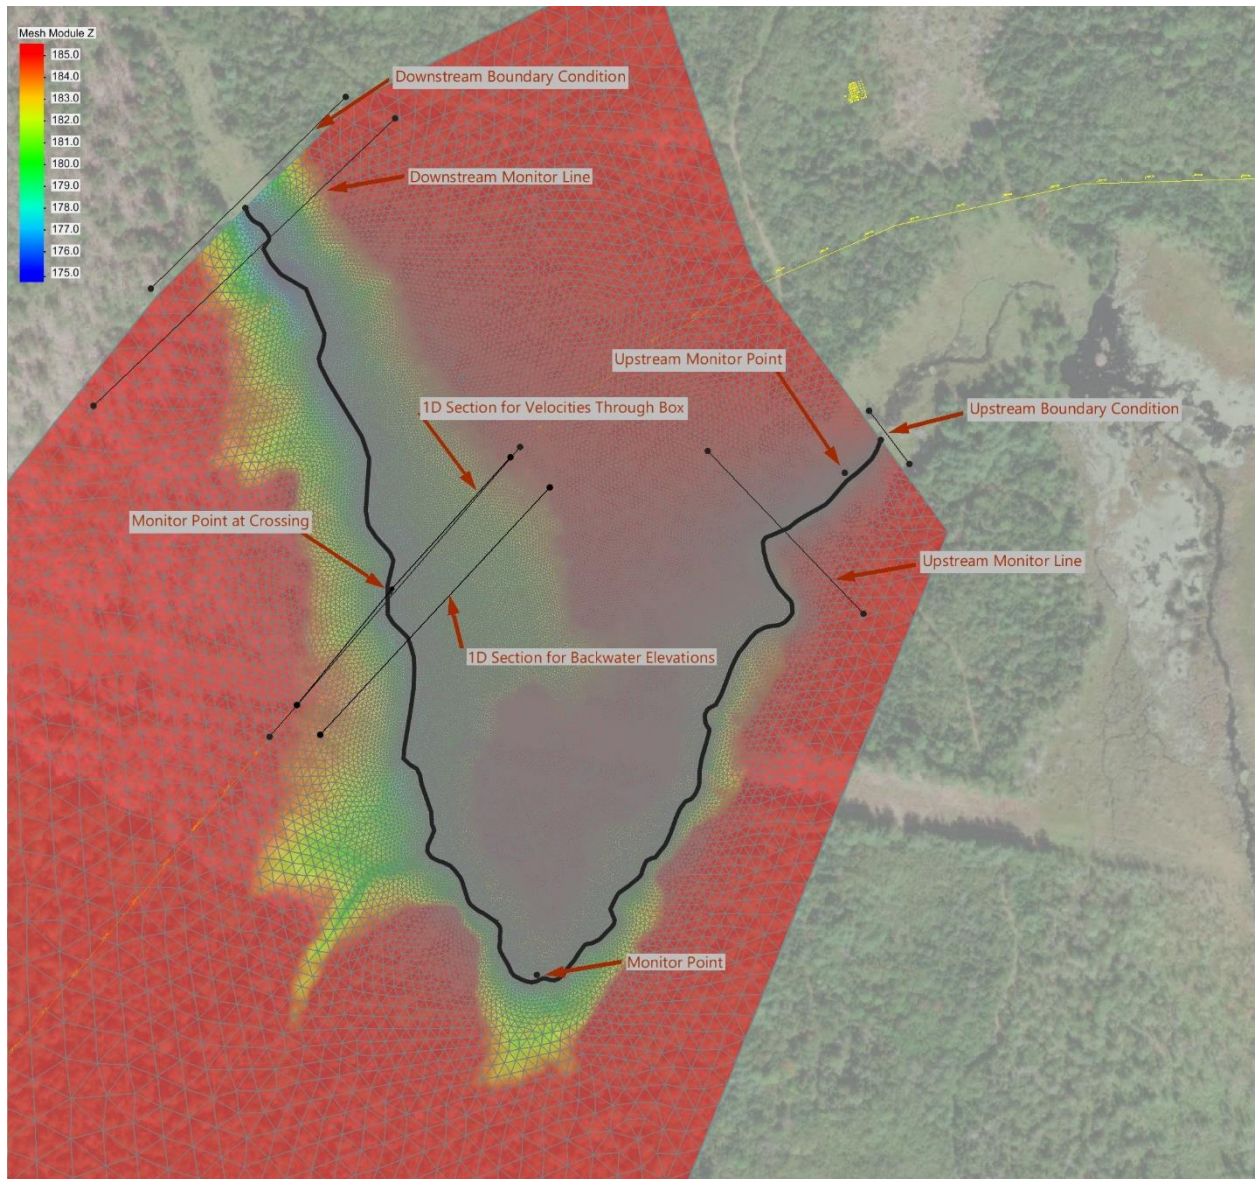 Mesh Module Z
185.0
184.0
183.0
182.0
181.0
180.0
179.0
178.0
177.0
176.0
175.0
Downstream Boundary Condition
Downstream Monitor Line
Upstream Monitor Point
1D Section for Velocities Through Box
Upstream Boundary Condition
Monitor Point at Crossing
Upstream Monitor Line
1D Section for Backwater Elevations
Monitor Point